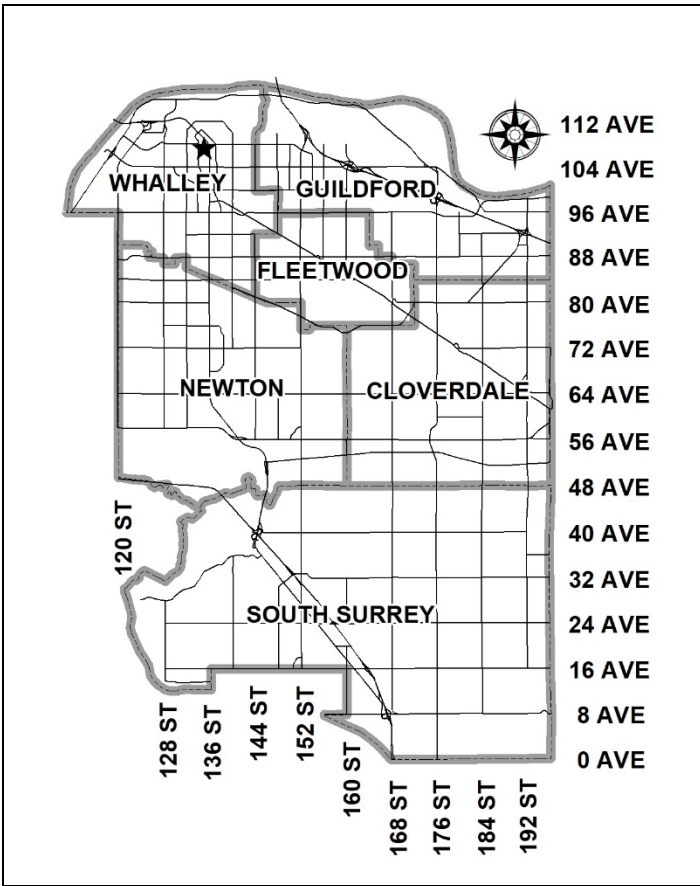 112 AVE
104 AVE
WHALLEY
GUILDFORD
96 AVE
88 AVE
FLEETWOOD
80 AVE
72 AVE
NEWTON
CLOVERDALE
64 AVE
56 AVE
48 AVE
120 ST
40 AVE
32 AVE
SOUTH SURREY
24 AVE
16 AVE
128 ST
136 ST
144 ST
152 ST
160 ST
8 AVE
0 AVE
168 ST
176 ST
184 ST
192 ST